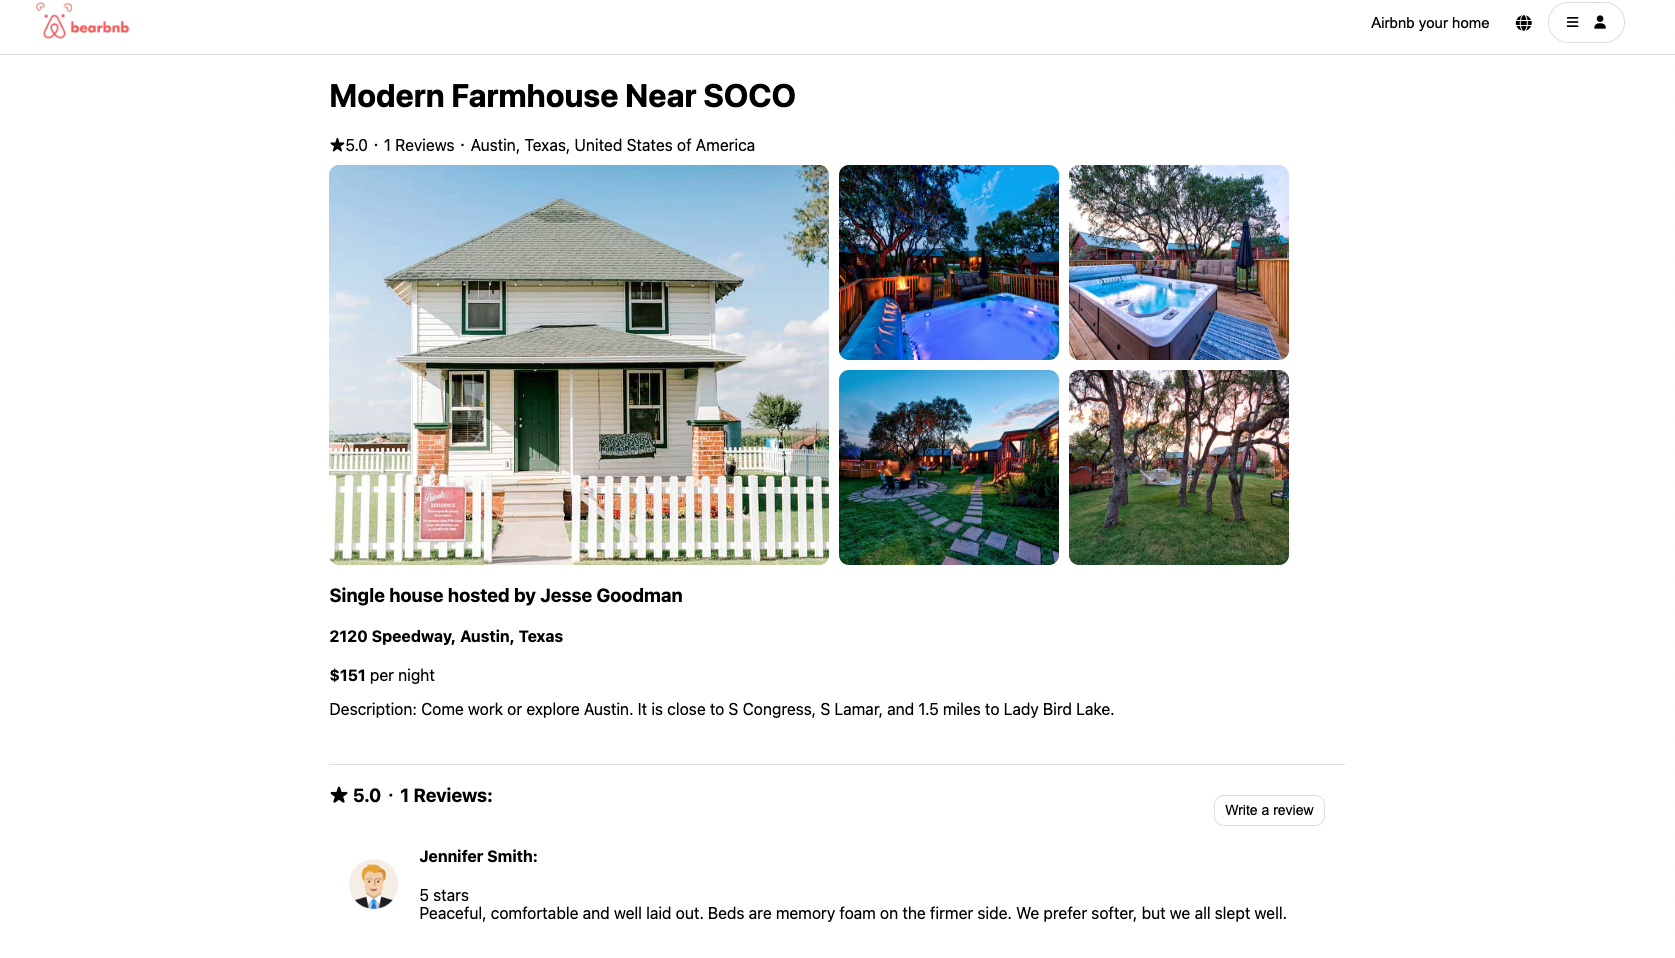 bearbnb
Airbnb your home
Modern Farmhouse Near SOCO
★5.0 · 1 Reviews · Austin, Texas, United States of America
Private
RESIDENCE
Single house hosted by Jesse Goodman
2120 Speedway, Austin, Texas
$151 per night
Description: Come work or explore Austin. It is close to S Congress, S Lamar, and 1.5 miles to Lady Bird Lake.
★ 5.0 · 1 Reviews:
Write a review
Jennifer Smith:
5 stars
Peaceful, comfortable and well laid out. Beds are memory foam on the firmer side. We prefer softer, but we all slept well.